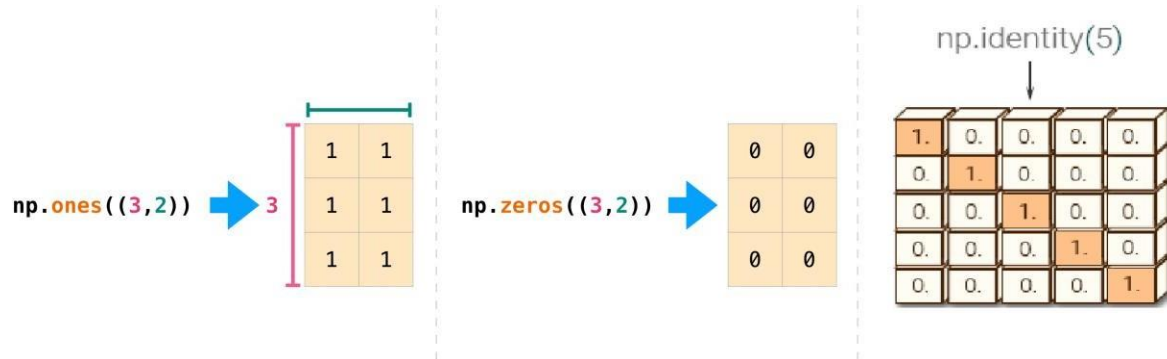 np.ones((3,2))
3
1 1
1 1
1 1
np.zeros((3,2))
0 0
0 0
0 0
np.identity(5)
1. 0. 0. 0. 0.
0. 1. 0. 0. 0.
0. 0. 1. 0. 0.
0. 0. 0. 1. 0.
0. 0. 0. 0. 1.